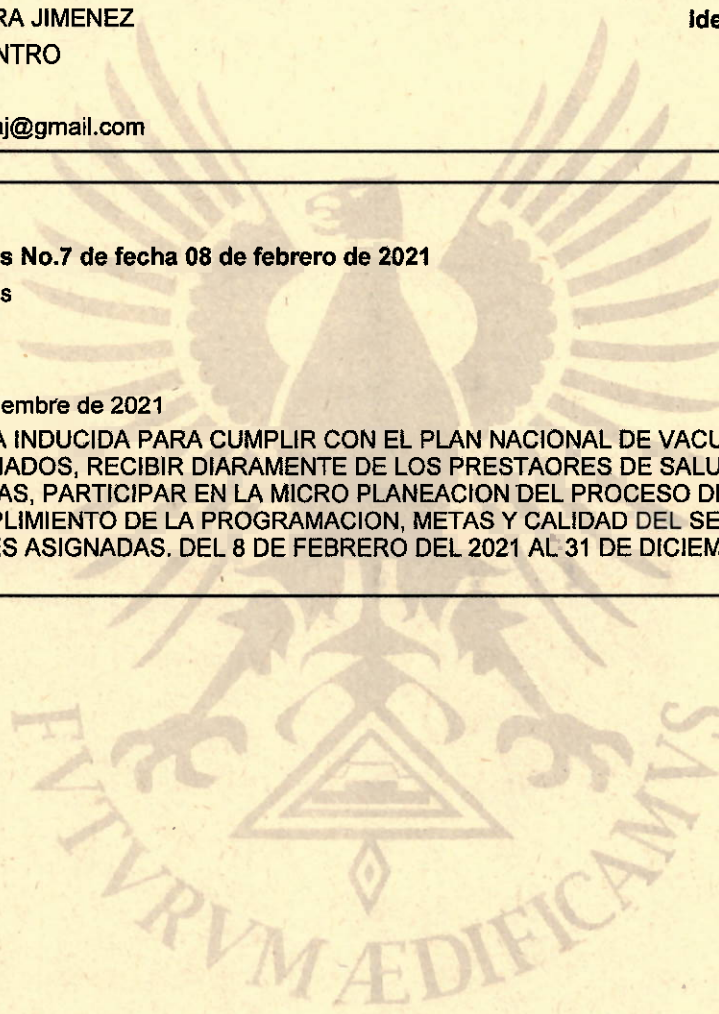 RA JIMENEZ
Ide
NTRO
aj@gmail.com
s No.7 de fecha 08 de febrero de 2021
s
embre de 2021
A INDUCIDA PARA CUMPLIR CON EL PLAN NACIONAL DE VACU
IADOS, RECIBIR DIARAMENTE DE LOS PRESTAORES DE SALU
AS, PARTICIPAR EN LA MICRO PLANEACION DEL PROCESO DE
PLIMIENTO DE LA PROGRAMACION, METAS Y CALIDAD DEL SE
ES ASIGNADAS. DEL 8 DE FEBRERO DEL 2021 AL 31 DE DICIEM
FVTVRVM ÆDIFICAMVS